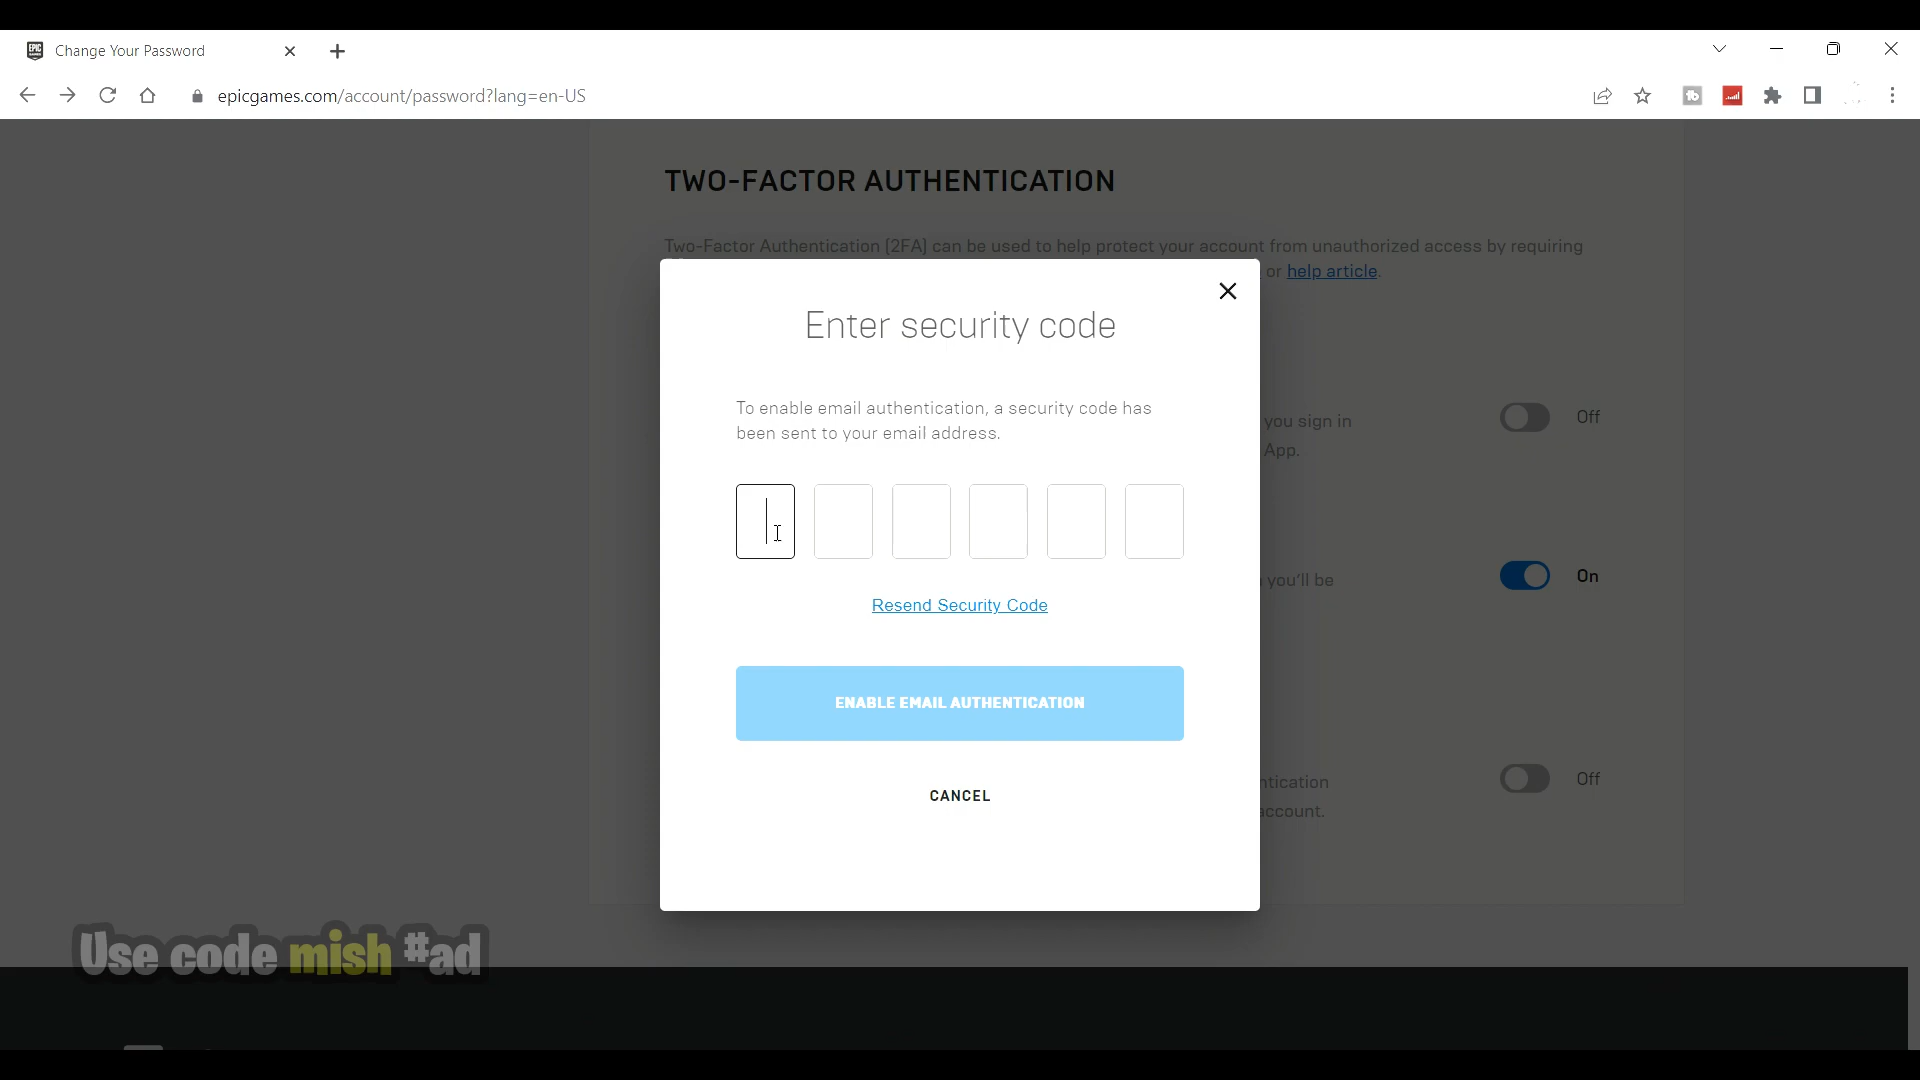 Change Your Password
epicgames.com/account/password?lang=en-US
TWO-FACTOR AUTHENTICATION
Two-Factor Authentication (2FA) can be used to help protect your account from unauthorized access by requiring
or help article.
Enter security code
To enable email authentication, a security code has
been sent to your email address.
you sign in
Off
App.
Resend Security Code
you'll be
On
ENABLE EMAIL AUTHENTICATION
CANCEL
ntication
Off
account.
Use code mish #ad